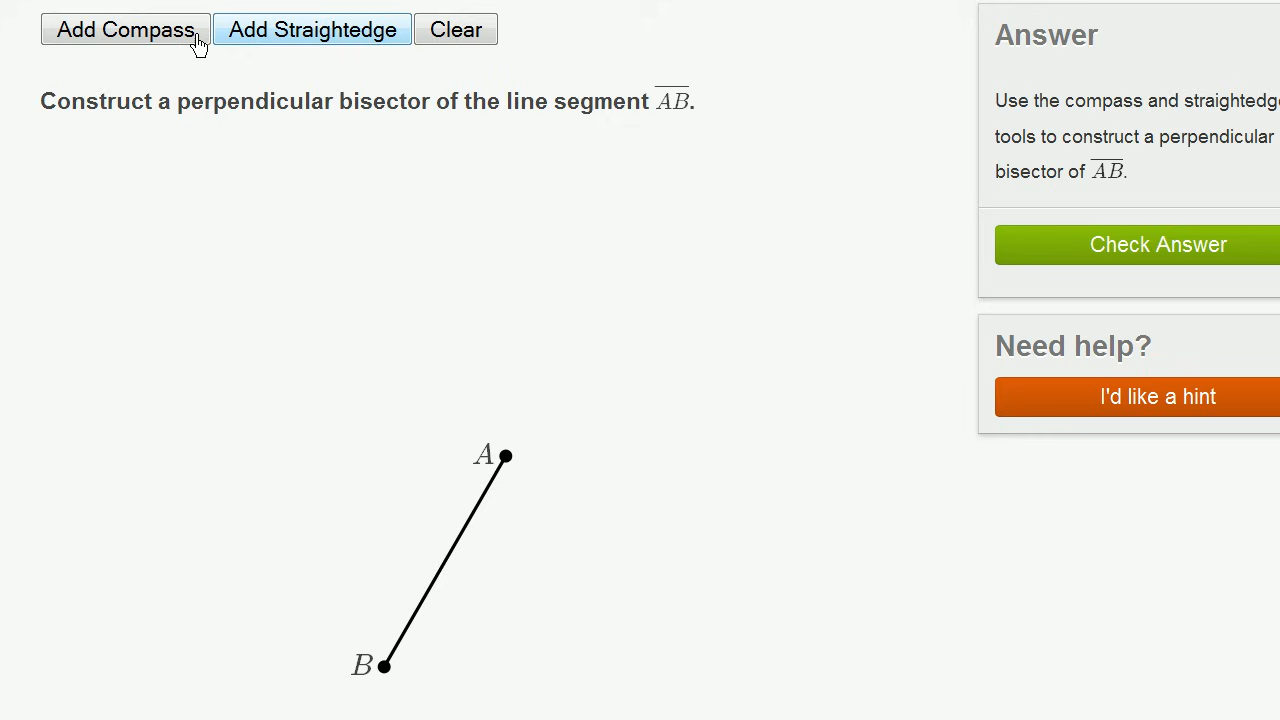 Add Compass Add Straightedge Clear
Construct a perpendicular bisector of the line segment AB.
Answer
Use the compass and straightedge
tools to construct a perpendicular
bisector of AB.
Check Answer
Need help?
I'd like a hint
A
B